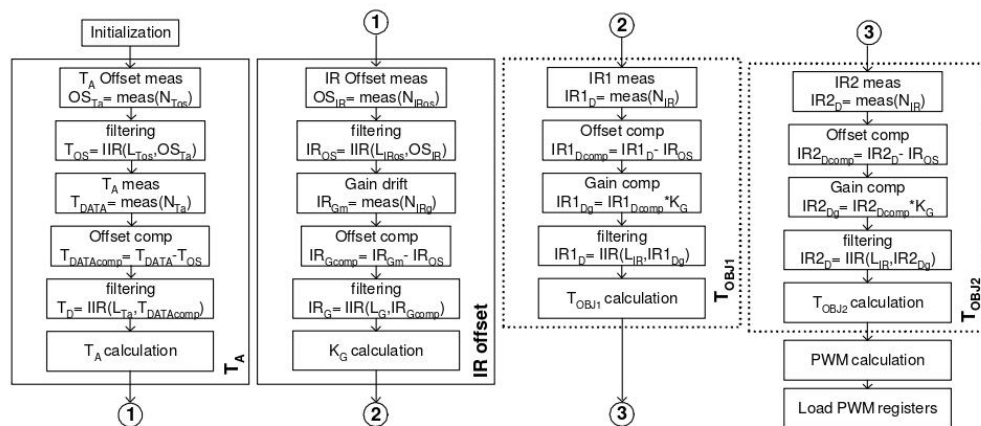 Initialization
T_A Offset meas
OS_Ta= meas(N_Tos)
filtering
T_OS= IIR(L_Tos,OS_Ta)
T_A meas
T_DATA= meas(N_Ta)
Offset comp
T_DATAcomp= T_DATA-T_OS
filtering
T_D= IIR(L_Ta,T_DATAcomp)
T_A calculation
T_A
1
1
IR Offset meas
OS_IR= meas(N_IRos)
filtering
IR_OS= IIR(L_IRos,OS_IR)
Gain drift
IR_Gm= meas(N_IRg)
Offset comp
IR_Gcomp= IR_Gm- IR_OS
filtering
IR_G= IIR(L_G,IR_Gcomp)
K_G calculation
IR offset
2
2
IR1 meas
IR1_D= meas(N_IR)
Offset comp
IR1_Dcomp= IR1_D- IR_OS
Gain comp
IR1_Dg= IR1_Dcomp*K_G
filtering
IR1_D= IIR(L_IR,IR1_Dg)
T_OBJ1 calculation
T_OBJ1
3
3
IR2 meas
IR2_D= meas(N_IR)
Offset comp
IR2_Dcomp= IR2_D- IR_OS
Gain comp
IR2_Dg= IR2_Dcomp*K_G
filtering
IR2_D= IIR(L_IR,IR2_Dg)
T_OBJ2 calculation
T_OBJ2
PWM calculation
Load PWM registers